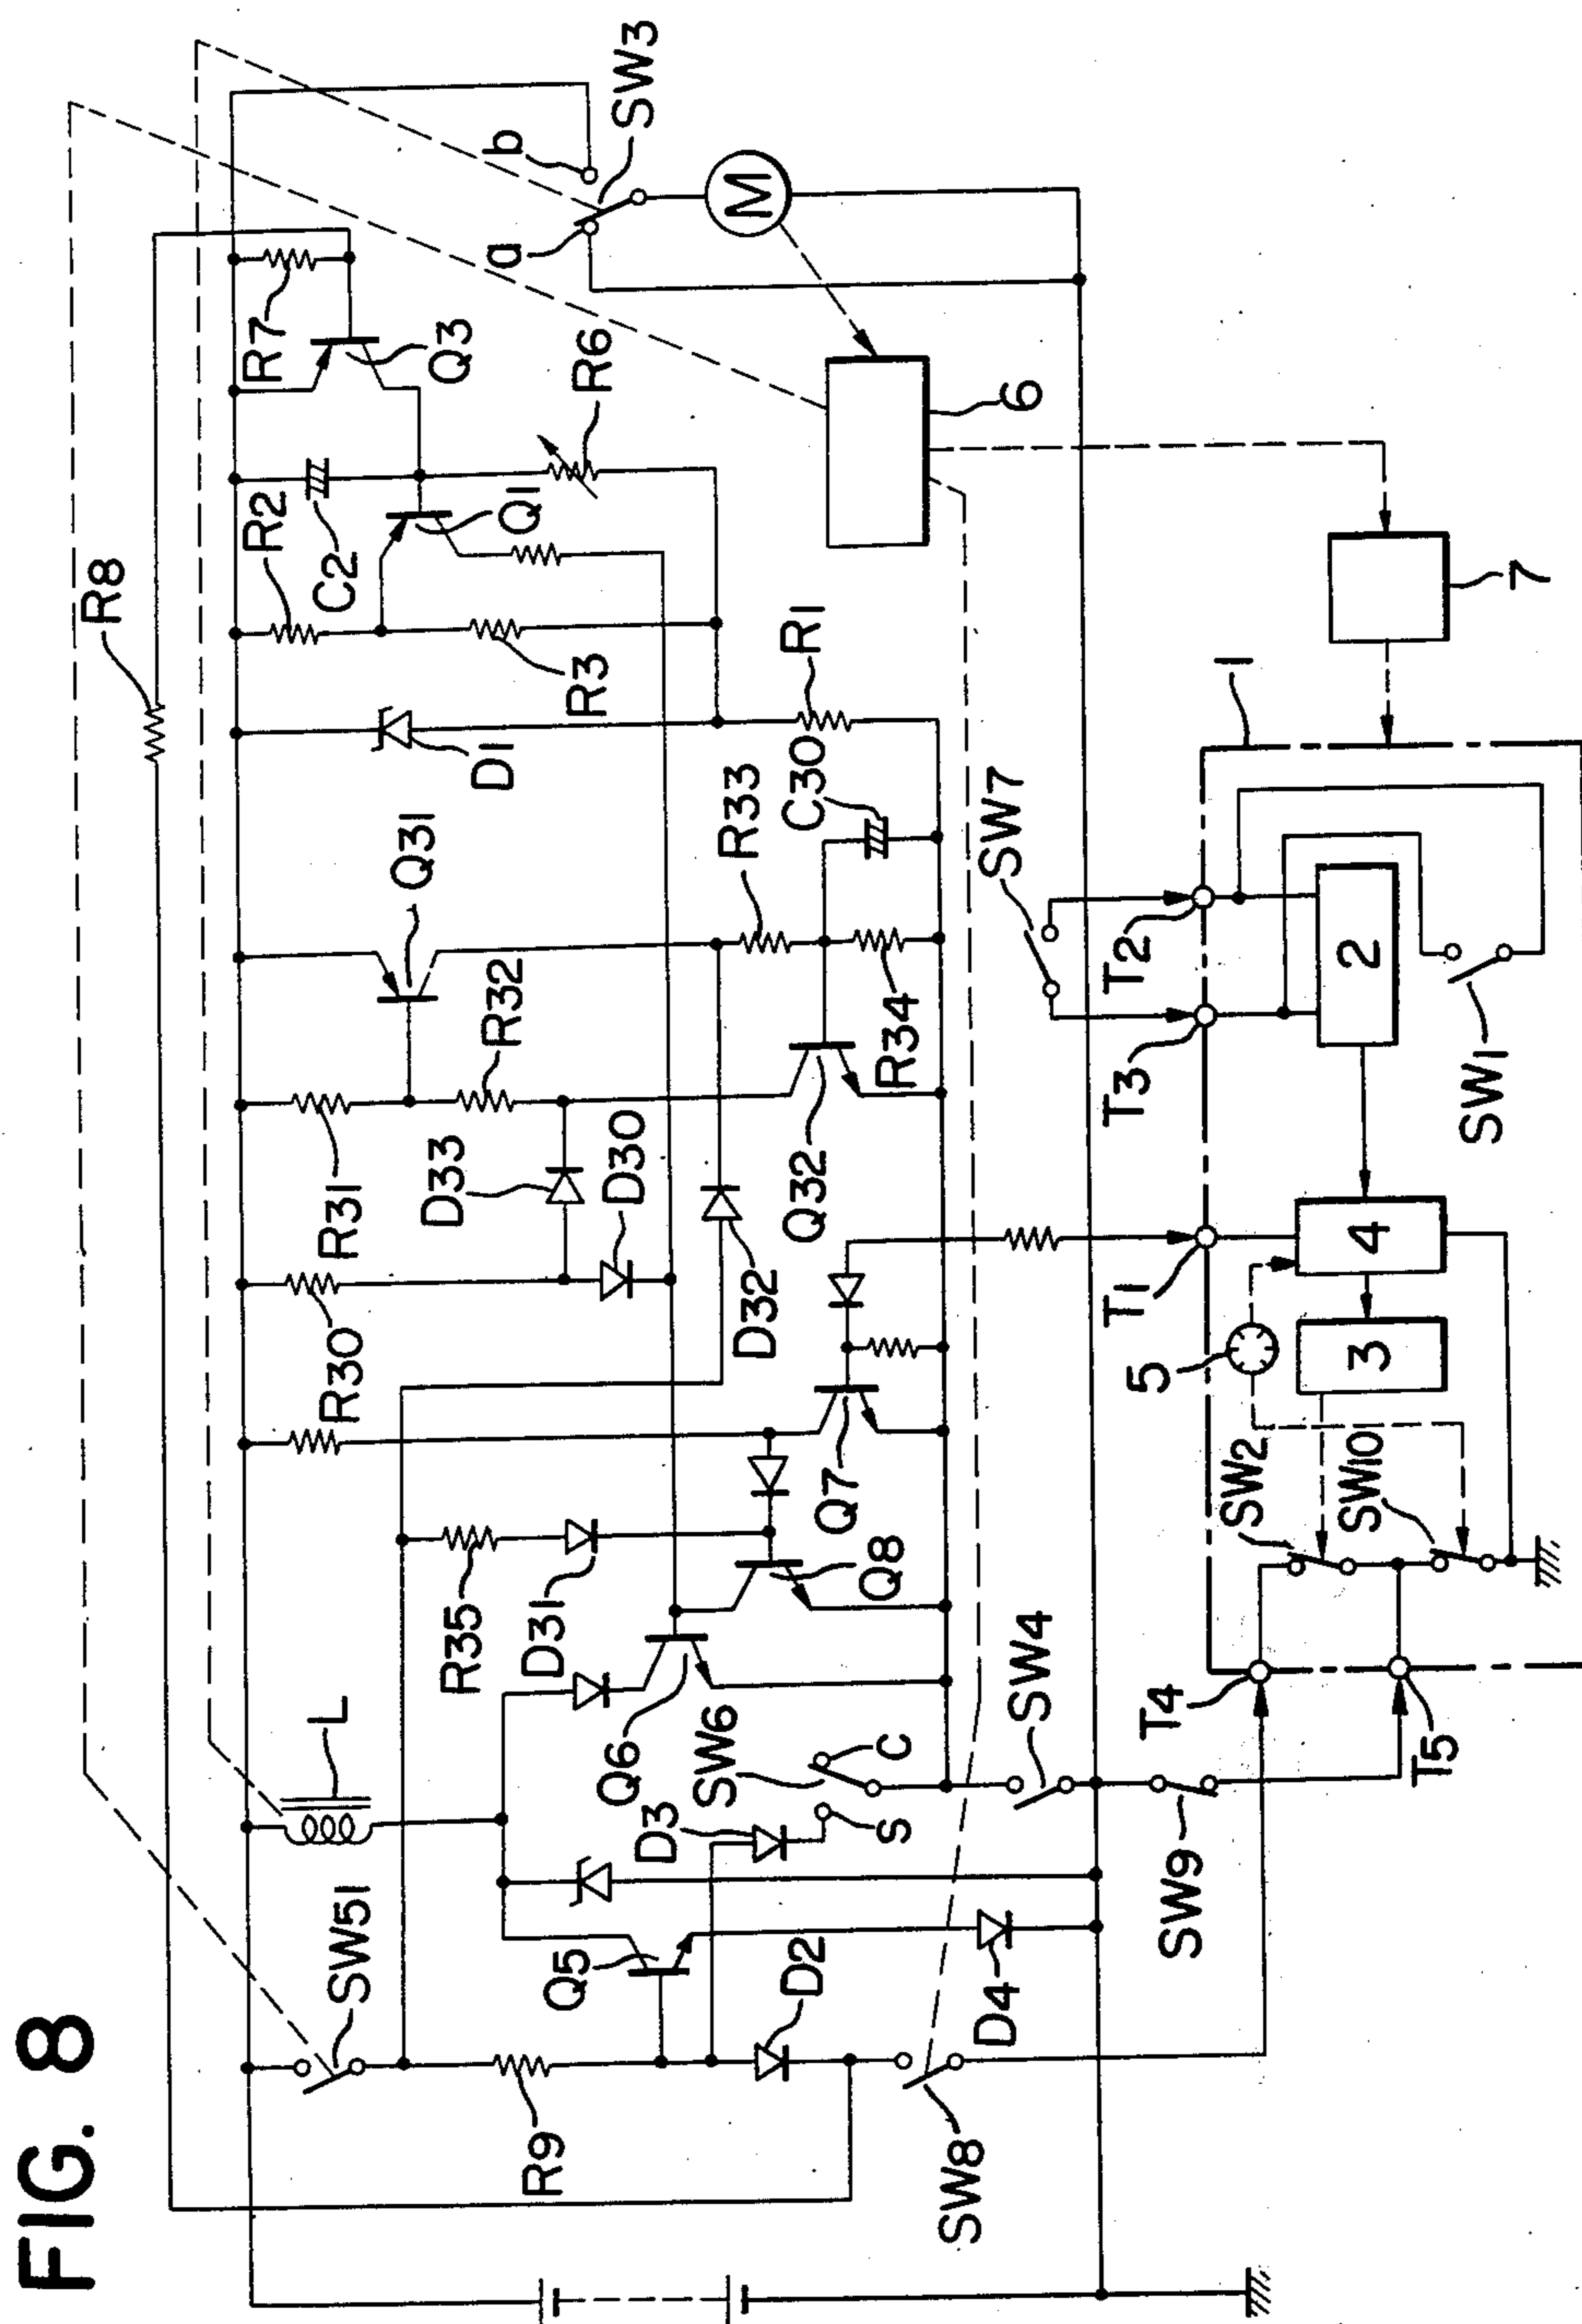 FIG. 8
R8
SW51
L
R30
R31
Q31
D1
R2
C2
R7
Q3
b
a
SW3
R9
Q5
D3
Q6
R35
D31
D33
D30
R32
R33
R3
Q1
R6
M
D2
SW6
S
C
Q8
Q7
D32
Q32
R34
C30
R1
6
SW8
D4
SW9
SW4
SW7
T4
T5
T1
T3
T2
1
7
SW2
SW10
5
3
4
2
SW1